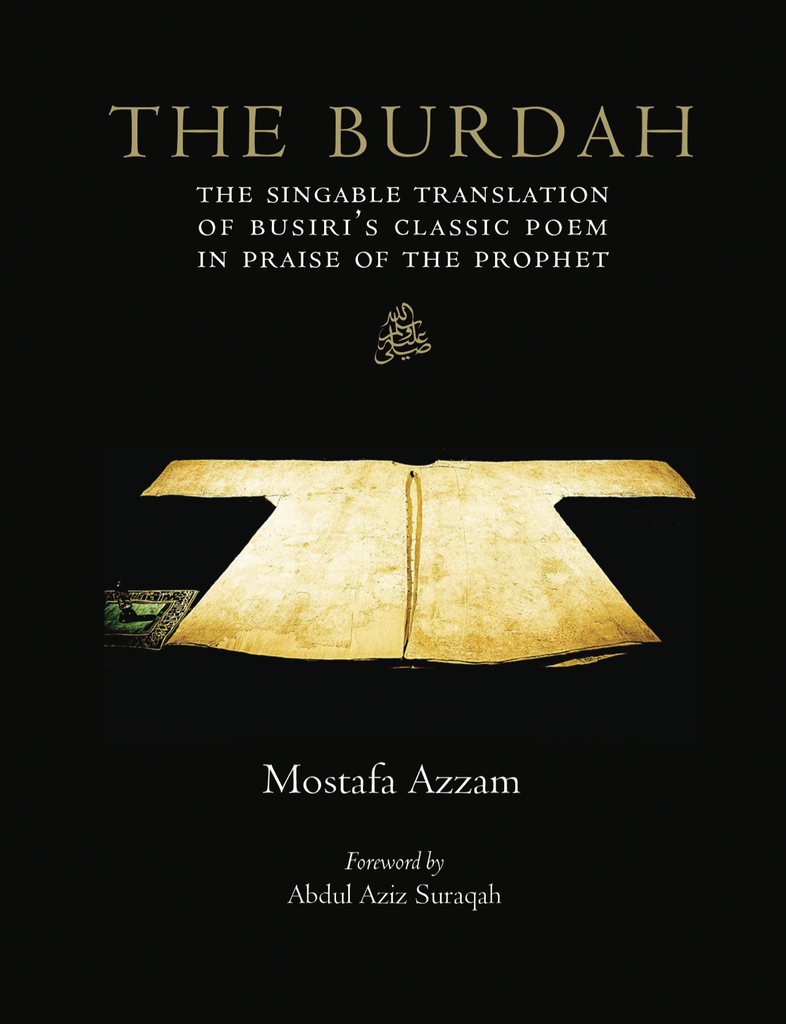 THE BURDAH
THE SINGABLE TRANSLATION
OF BUSIRI'S CLASSIC POEM
IN PRAISE OF THE PROPHET
صلى الله عليه وسلم
Mostafa Azzam
Foreword by
Abdul Aziz Suraqah